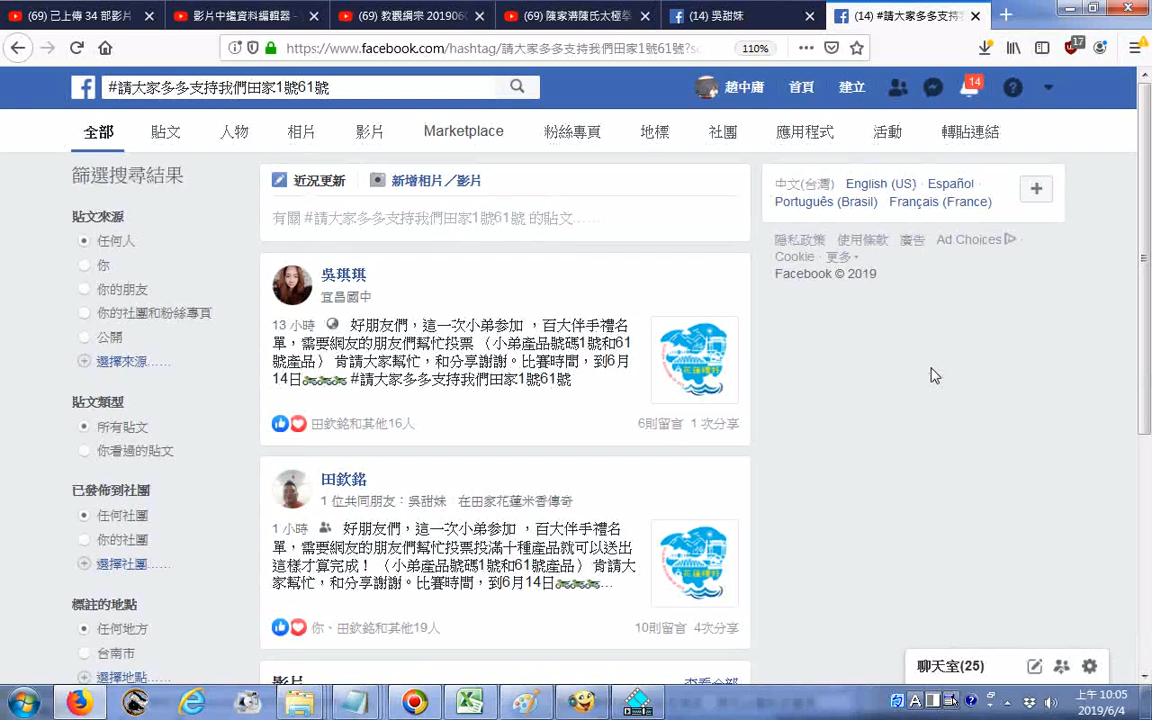 (69) 已上傳 34 部影片
影片中繼資料編輯器 -
(69) 教觀綱宗 2019060
(69) 陳家溝陳氏太極拳
(14) 吳甜妹
(14) #請大家多多支持我
https://www.facebook.com/hashtag/請大家多多支持我們田家1號61號?s
110%
17
#請大家多多支持我們田家1號61號
趙中庸
首頁
建立
14
全部
貼文
人物
相片
影片
Marketplace
粉絲專頁
地標
社團
應用程式
活動
轉貼連結
篩選搜尋結果
貼文來源
任何人
你
你的朋友
你的社團和粉絲專頁
公開
選擇來源……
貼文類型
所有貼文
你看過的貼文
已發佈到社團
任何社團
你的社團
選擇社團……
標註的地點
任何地方
台南市
選擇地點……
近況更新
新增相片／影片
有關 #請大家多多支持我們田家1號61號 的貼文……
吳琪琪
宜昌國中
13 小時 好朋友們，這一次小弟參加 ，百大伴手禮名
單，需要網友的朋友們幫忙投票 （小弟產品號碼1號和61
號產品） 肯請大家幫忙，和分享謝謝。比賽時間，到6月
14日🚲🚲🚲 #請大家多多支持我們田家1號61號
田欽銘和其他16人
6則留言 1 次分享
田欽銘
1 位共同朋友：吳甜妹 · 在田家花蓮米香傳奇
1 小時 好朋友們，這一次小弟參加 ，百大伴手禮名
單，需要網友的朋友們幫忙投票投滿十種產品就可以送出
這樣才算完成！ （小弟產品號碼1號和61號產品） 肯請大
家幫忙，和分享謝謝。比賽時間，到6月14日🚲🚲🚲...
你、田欽銘和其他19人
10則留言 4次分享
影片
查看全部
中文(台灣) · English (US) · Español ·
Português (Brasil) · Français (France)
隱私政策 · 使用條款 · 廣告 · Ad Choices ·
Cookie · 更多
Facebook © 2019
聊天室(25)
上午 10:05
2019/6/4